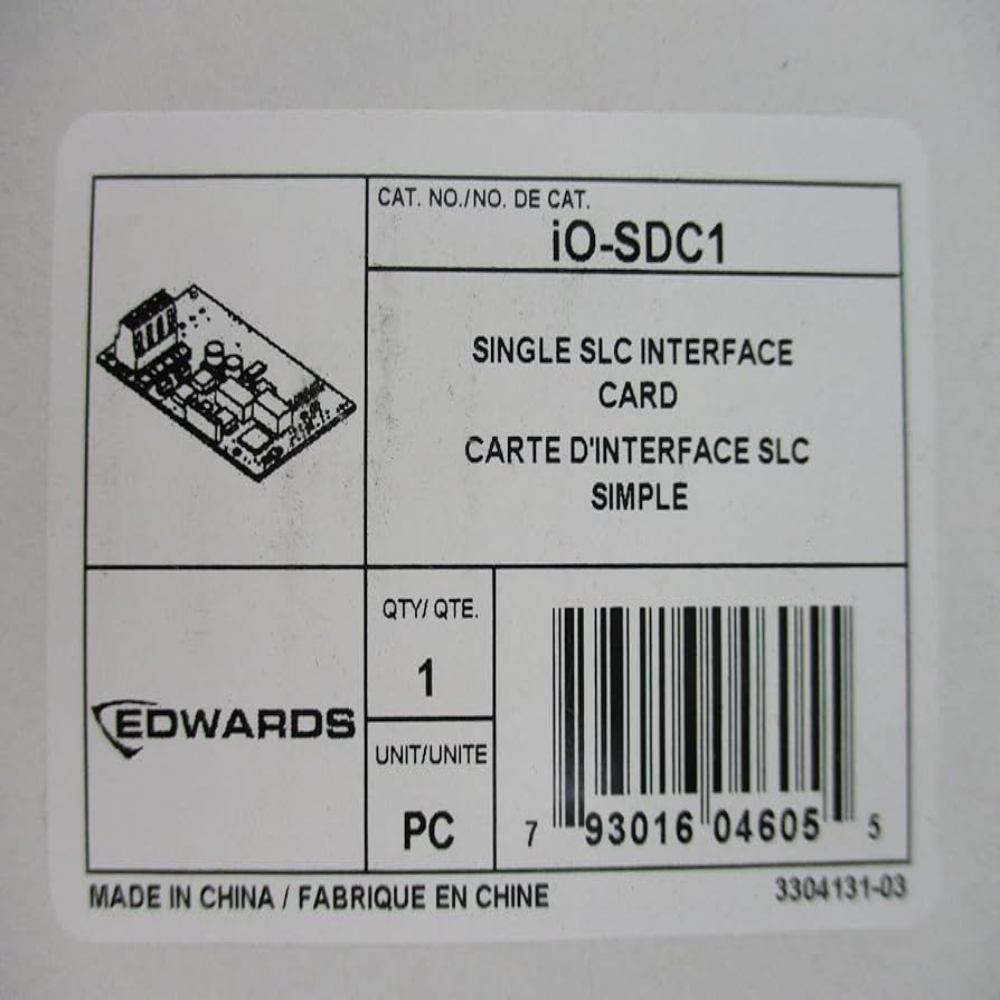 CAT. NO./NO. DE CAT.
iO-SDC1
SINGLE SLC INTERFACE
CARD
CARTE D'INTERFACE SLC
SIMPLE
EDWARDS
QTY/ QTE.
1
UNIT/UNITE
PC
7 93016 04605 5
MADE IN CHINA / FABRIQUE EN CHINE
3304131-03